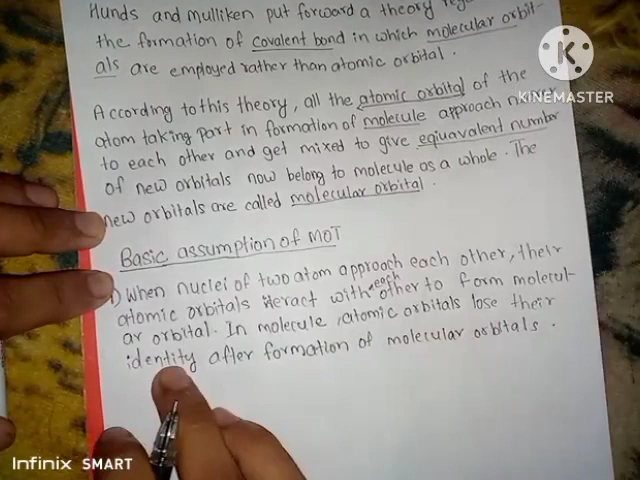 Hunds and mulliken put forward a theory
the formation of covalent bond in which molecular orbit-
als are employed rather than atomic orbital.
According to this theory, all the atomic orbital of the
atom taking part in formation of molecule approach
to each other and get mixed to give equivavalent number
of new orbitals now belong to molecule as a whole. The
new orbitals are called molecular orbital.
Basic assumption of MOT
1) When nuclei of two atom approach each other, their
atomic orbitals iteract with each other to form molecul
ar orbital. In molecule, atomic orbitals lose their
identity after formation of molecular orbitals.
KINEMASTER
Infinix SMART